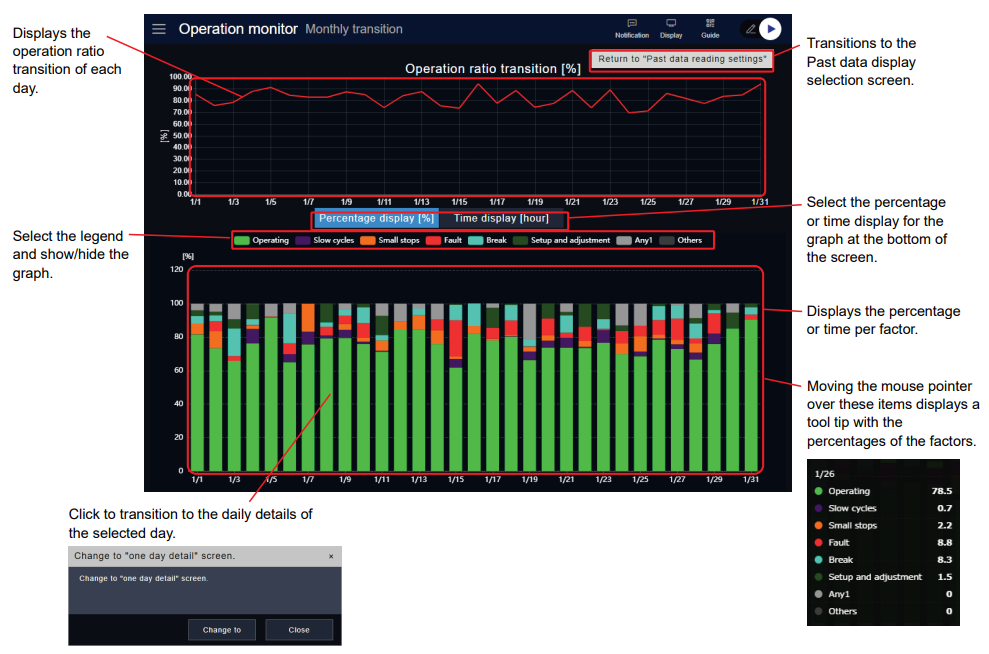 Displays the
operation ratio
transition of each
day.
Operation monitor Monthly transition
Notification Display Guide
Return to "Past data reading settings"
Transitions to the
Past data display
selection screen.
Operation ratio transition [%]
100.00
90.00
80.00
70.00
60.00
50.00
40.00
30.00
20.00
10.00
0.00
[%]
1/1 1/3 1/5 1/7 1/9 1/11 1/13 1/15 1/17 1/19 1/21 1/23 1/25 1/27 1/29 1/31
Percentage display [%] Time display [hour]
Select the percentage
or time display for the
graph at the bottom of
the screen.
Select the legend
and show/hide the
graph.
Operating Slow cycles Small stops Fault Break Setup and adjustment Any1 Others
[%]
120
100
80
60
40
20
0
1/1 1/3 1/5 1/7 1/9 1/11 1/13 1/15 1/17 1/19 1/21 1/23 1/25 1/27 1/29 1/31
Displays the percentage
or time per factor.
Moving the mouse pointer
over these items displays a
tool tip with the
percentages of the factors.
1/26
Operating 78.5
Slow cycles 0.7
Small stops 2.2
Fault 8.8
Break 8.3
Setup and adjustment 1.5
Any1 0
Others 0
Click to transition to the daily details of
the selected day.
Change to "one day detail" screen. ×
Change to "one day detail" screen.
Change to Close